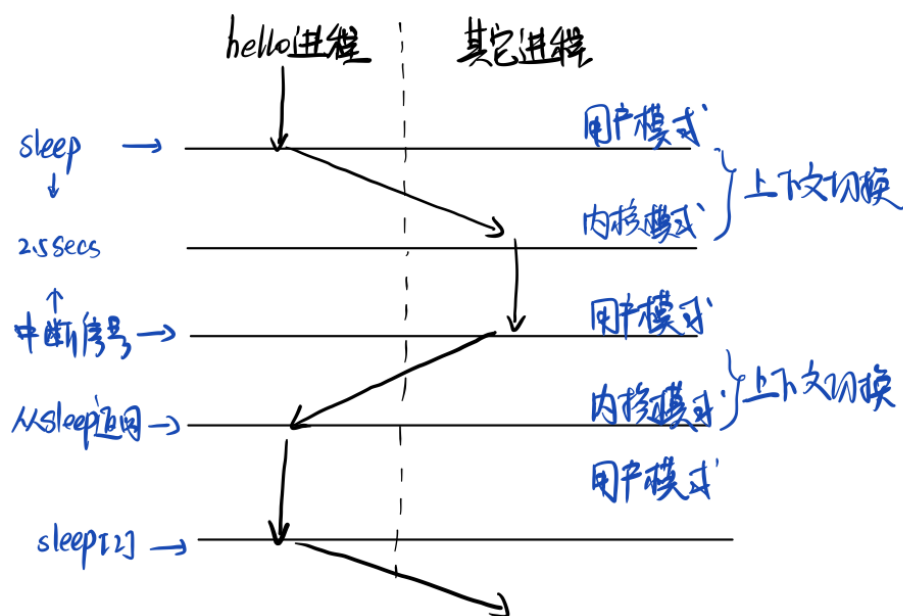 hello进程 其它进程
用户模式
sleep
上下文切换
内核模式
2.5secs
用户模式
中断信号
内核模式 上下文切换
从sleep返回
用户模式
sleep[2]